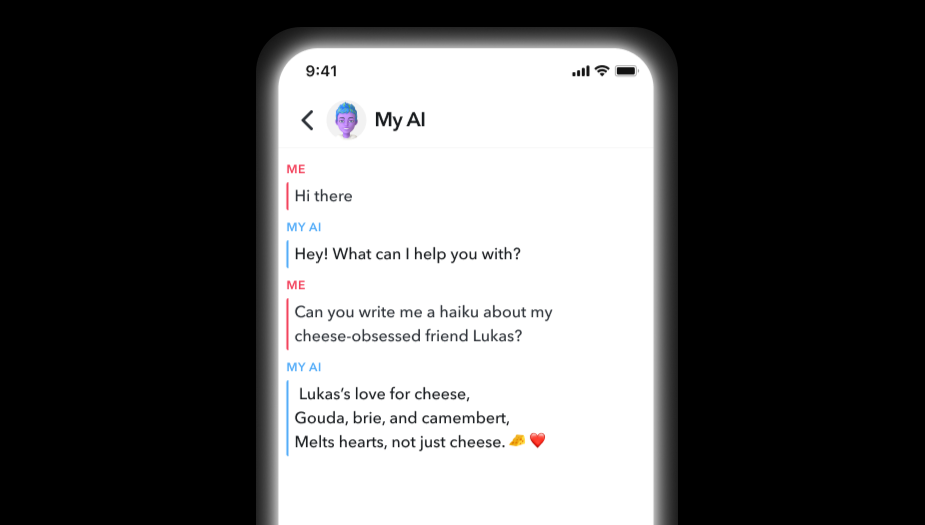 9:41
My AI
ME
Hi there
MY AI
Hey! What can I help you with?
ME
Can you write me a haiku about my
cheese-obsessed friend Lukas?
MY AI
Lukas’s love for cheese,
Gouda, brie, and camembert,
Melts hearts, not just cheese. 🧀 ❤️